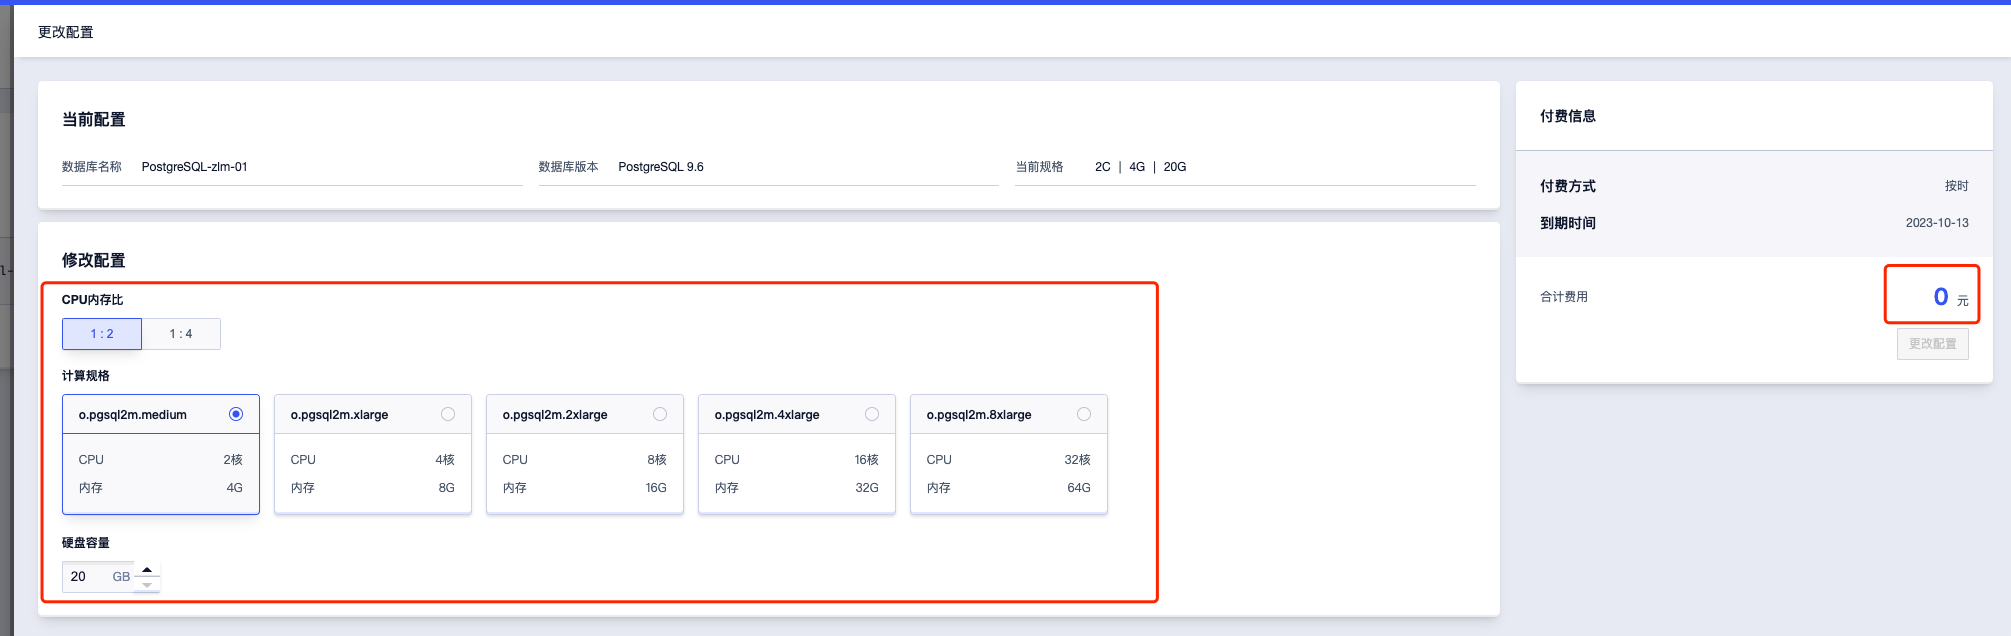 更改配置
当前配置
数据库名称 PostgreSQL-zlm-01 数据库版本 PostgreSQL 9.6 当前规格 2C | 4G | 20G
修改配置
CPU内存比
1 : 2 1 : 4
计算规格
o.pgsql2m.medium o.pgsql2m.xlarge o.pgsql2m.2xlarge o.pgsql2m.4xlarge o.pgsql2m.8xlarge
CPU 2核 CPU 4核 CPU 8核 CPU 16核 CPU 32核
内存 4G 内存 8G 内存 16G 内存 32G 内存 64G
硬盘容量
20 GB
付费信息
付费方式 按时
到期时间 2023-10-13
合计费用 0 元
更改配置